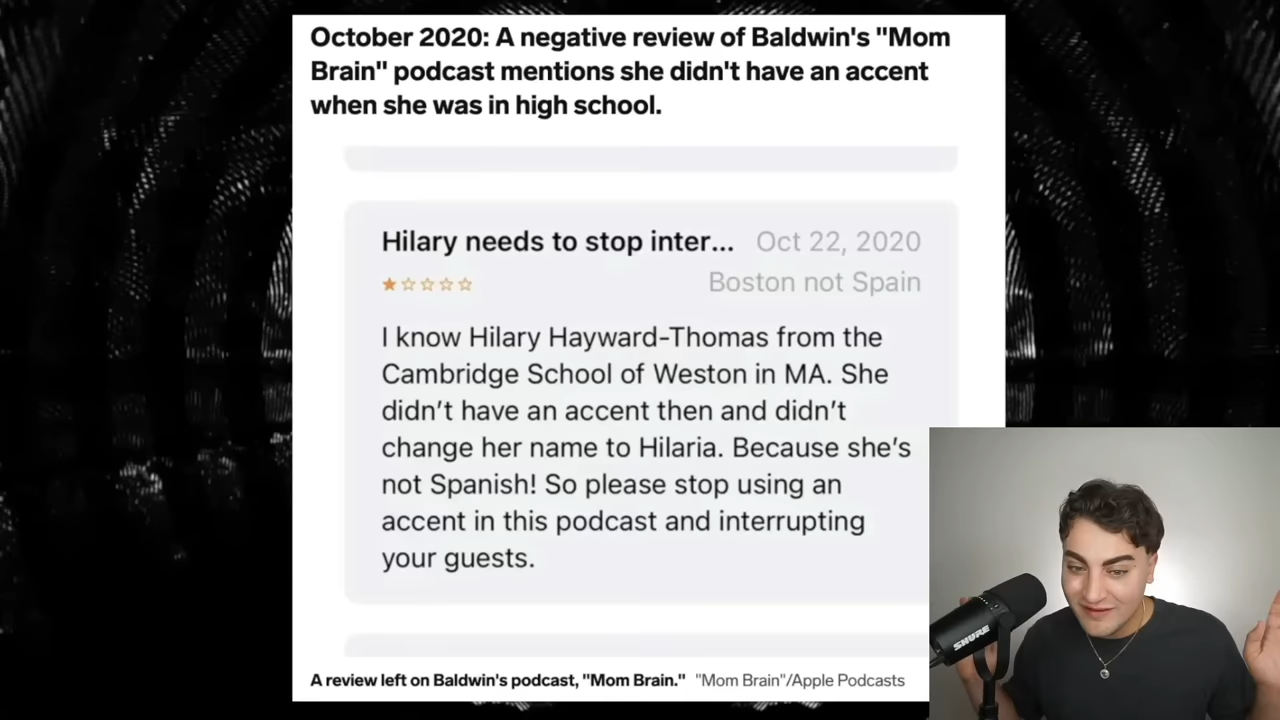 October 2020: A negative review of Baldwin's "Mom
Brain" podcast mentions she didn't have an accent
when she was in high school.
Hilary needs to stop inter... Oct 22, 2020
Boston not Spain
I know Hilary Hayward-Thomas from the
Cambridge School of Weston in MA. She
didn't have an accent then and didn't
change her name to Hilaria. Because she's
not Spanish! So please stop using an
accent in this podcast and interrupting
your guests.
A review left on Baldwin's podcast, "Mom Brain." "Mom Brain"/Apple Podcasts
SHURE